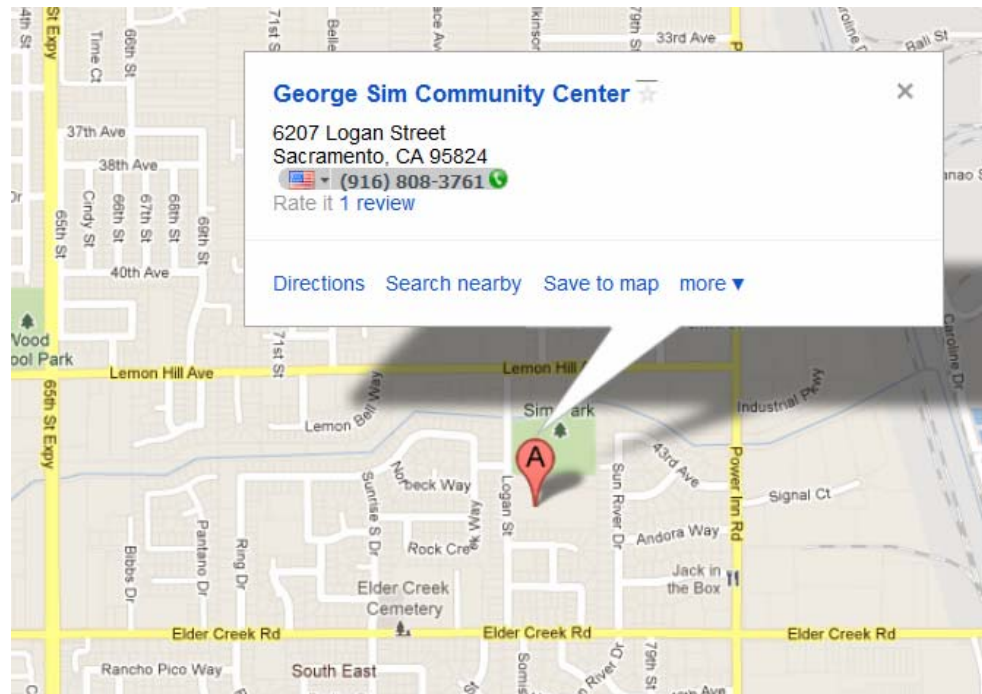 St Expy
Time Ct
66th St
71st S
33rd Ave
Ball St
George Sim Community Center
6207 Logan Street
Sacramento, CA 95824
(916) 808-3761
Rate it 1 review
Directions Search nearby Save to map more
37th Ave
38th Ave
65th St
Cindy St
66th St
67th St
68th St
69th St
40th Ave
71st St
Caroline Dr
Lemon Hill Ave
Lemon Hill
65th St Expy
Lemon Bell Way
Industrial Pkwy
A
Norbeck Way
Logan St
Sunrise S Dr
Sun River Dr
43rd Ave
Power Inn Rd
Signal Ct
Andora Way
Pantano Dr
Bibbs Dr
Ring Dr
Rock Creek Way
Jack in
the Box
Elder Creek
Cemetery
Elder Creek Rd
Elder Creek Rd
Elder Creek Rd
Rancho Pico Way
South East
River Dr
79th St